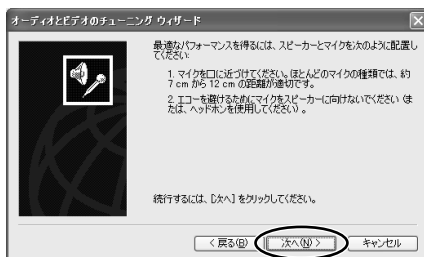 オーディオとビデオのチューニング ウィザード
最適なパフォーマンスを得るには、スピーカーとマイクを次のように配置し
てください:
1. マイクを口に近づけてください。ほとんどのマイクの種類では、約
7 cm から 12 cm の距離が適切です。
2. エコーを避けるためにマイクをスピーカーに向けないでください (ま
たは、ヘッドホンを使用してください) 。
続行するには、[次へ] をクリックしてください。
< 戻る(B)
次へ(N) >
キャンセル